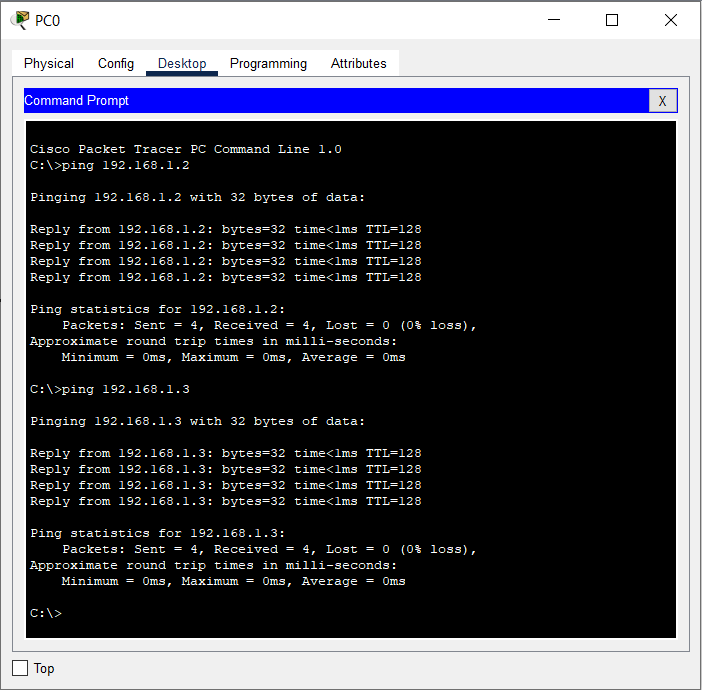 PC0
Physical Config Desktop Programming Attributes
Command Prompt X
Cisco Packet Tracer PC Command Line 1.0
C:\>ping 192.168.1.2
Pinging 192.168.1.2 with 32 bytes of data:
Reply from 192.168.1.2: bytes=32 time<1ms TTL=128
Reply from 192.168.1.2: bytes=32 time<1ms TTL=128
Reply from 192.168.1.2: bytes=32 time<1ms TTL=128
Reply from 192.168.1.2: bytes=32 time<1ms TTL=128
Ping statistics for 192.168.1.2:
    Packets: Sent = 4, Received = 4, Lost = 0 (0% loss),
Approximate round trip times in milli-seconds:
    Minimum = 0ms, Maximum = 0ms, Average = 0ms
C:\>ping 192.168.1.3
Pinging 192.168.1.3 with 32 bytes of data:
Reply from 192.168.1.3: bytes=32 time<1ms TTL=128
Reply from 192.168.1.3: bytes=32 time<1ms TTL=128
Reply from 192.168.1.3: bytes=32 time<1ms TTL=128
Reply from 192.168.1.3: bytes=32 time<1ms TTL=128
Ping statistics for 192.168.1.3:
    Packets: Sent = 4, Received = 4, Lost = 0 (0% loss),
Approximate round trip times in milli-seconds:
    Minimum = 0ms, Maximum = 0ms, Average = 0ms
C:\>
Top